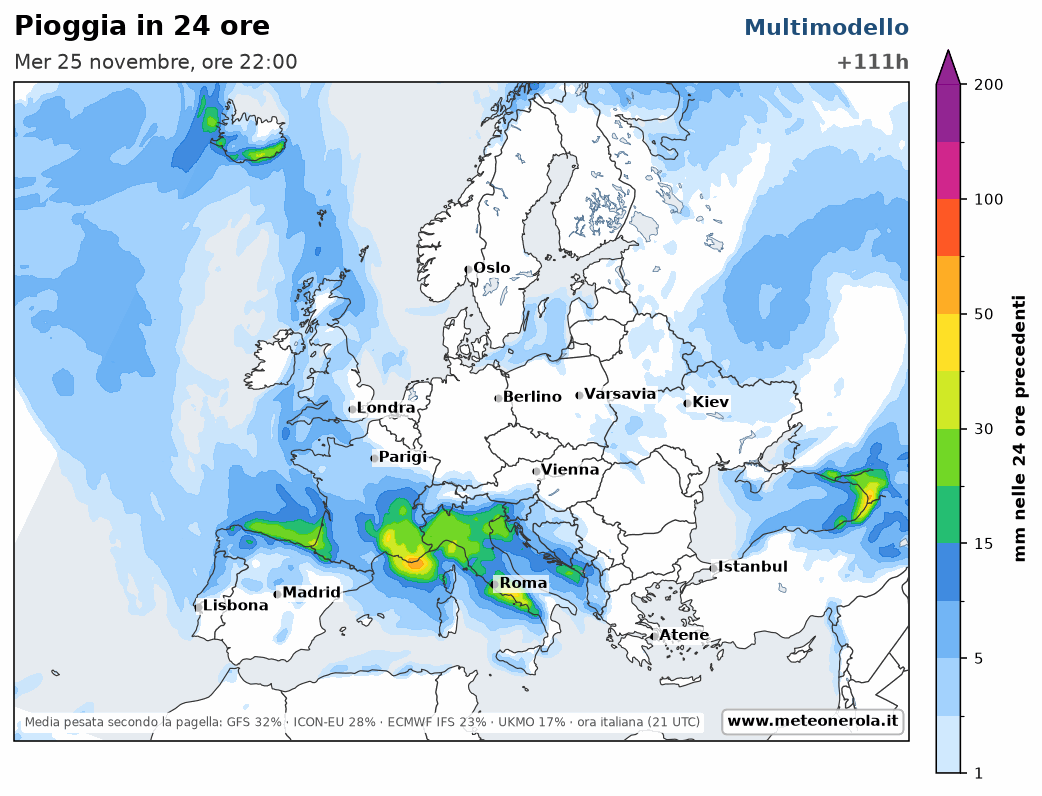 Pioggia in 24 ore
Multimodello
Mer 25 novembre, ore 22:00
+111h
200
100
50
30
15
5
1
mm nelle 24 ore precedenti
Oslo
Berlino
Varsavia
Kiev
Londra
Parigi
Vienna
Istanbul
Roma
Madrid
Lisbona
Atene
Media pesata secondo la pagella: GFS 32% · ICON-EU 28% · ECMWF IFS 23% · UKMO 17% · ora italiana (21 UTC)
www.meteonerola.it